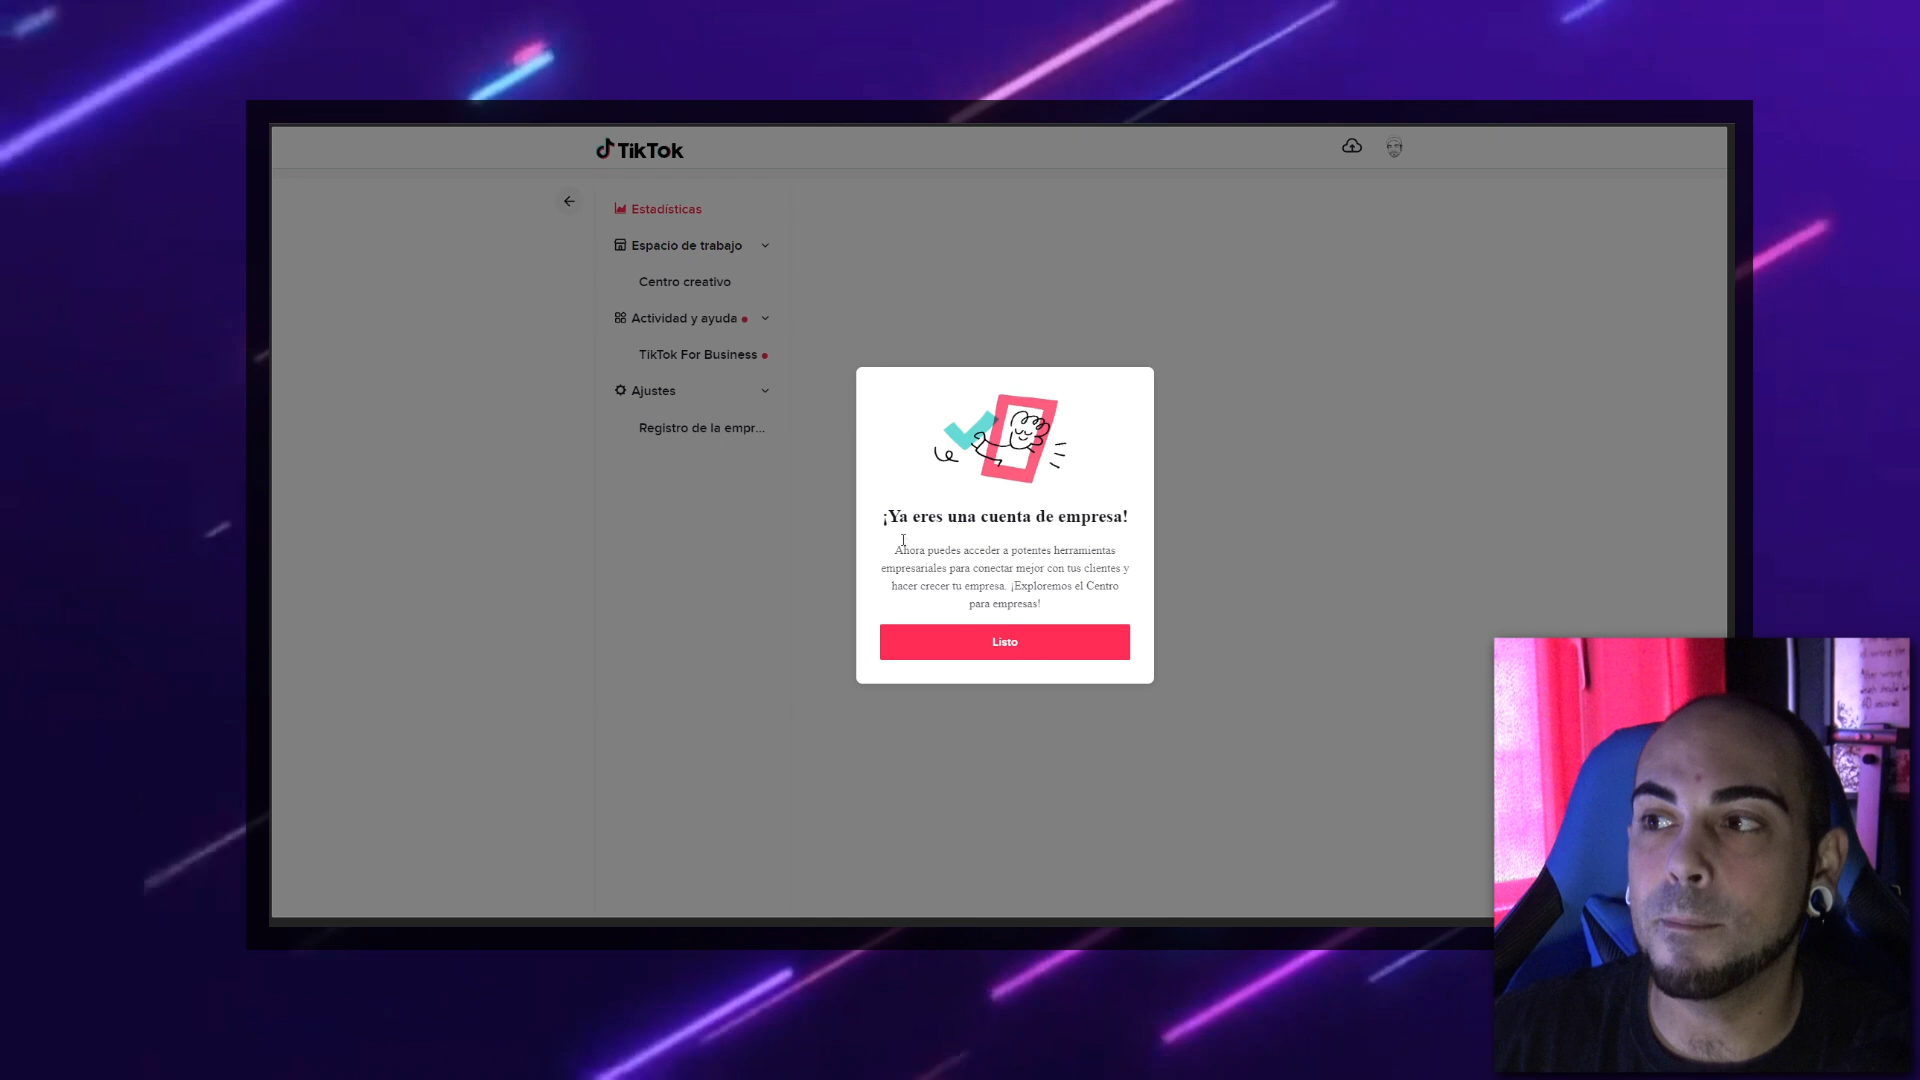 TikTok
Estadísticas
Espacio de trabajo
Centro creativo
Actividad y ayuda
TikTok For Business
Ajustes
Registro de la empr...
¡Ya eres una cuenta de empresa!
Ahora puedes acceder a potentes herramientas
empresariales para conectar mejor con tus clientes y
hacer crecer tu empresa. ¡Exploremos el Centro
para empresas!
Listo